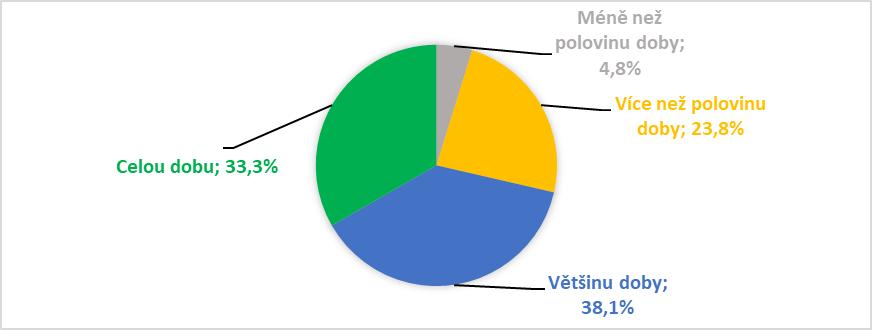 Méně než
polovinu doby;
4,8%
Více než polovinu
doby; 23,8%
Celou dobu; 33,3%
Většinu doby;
38,1%